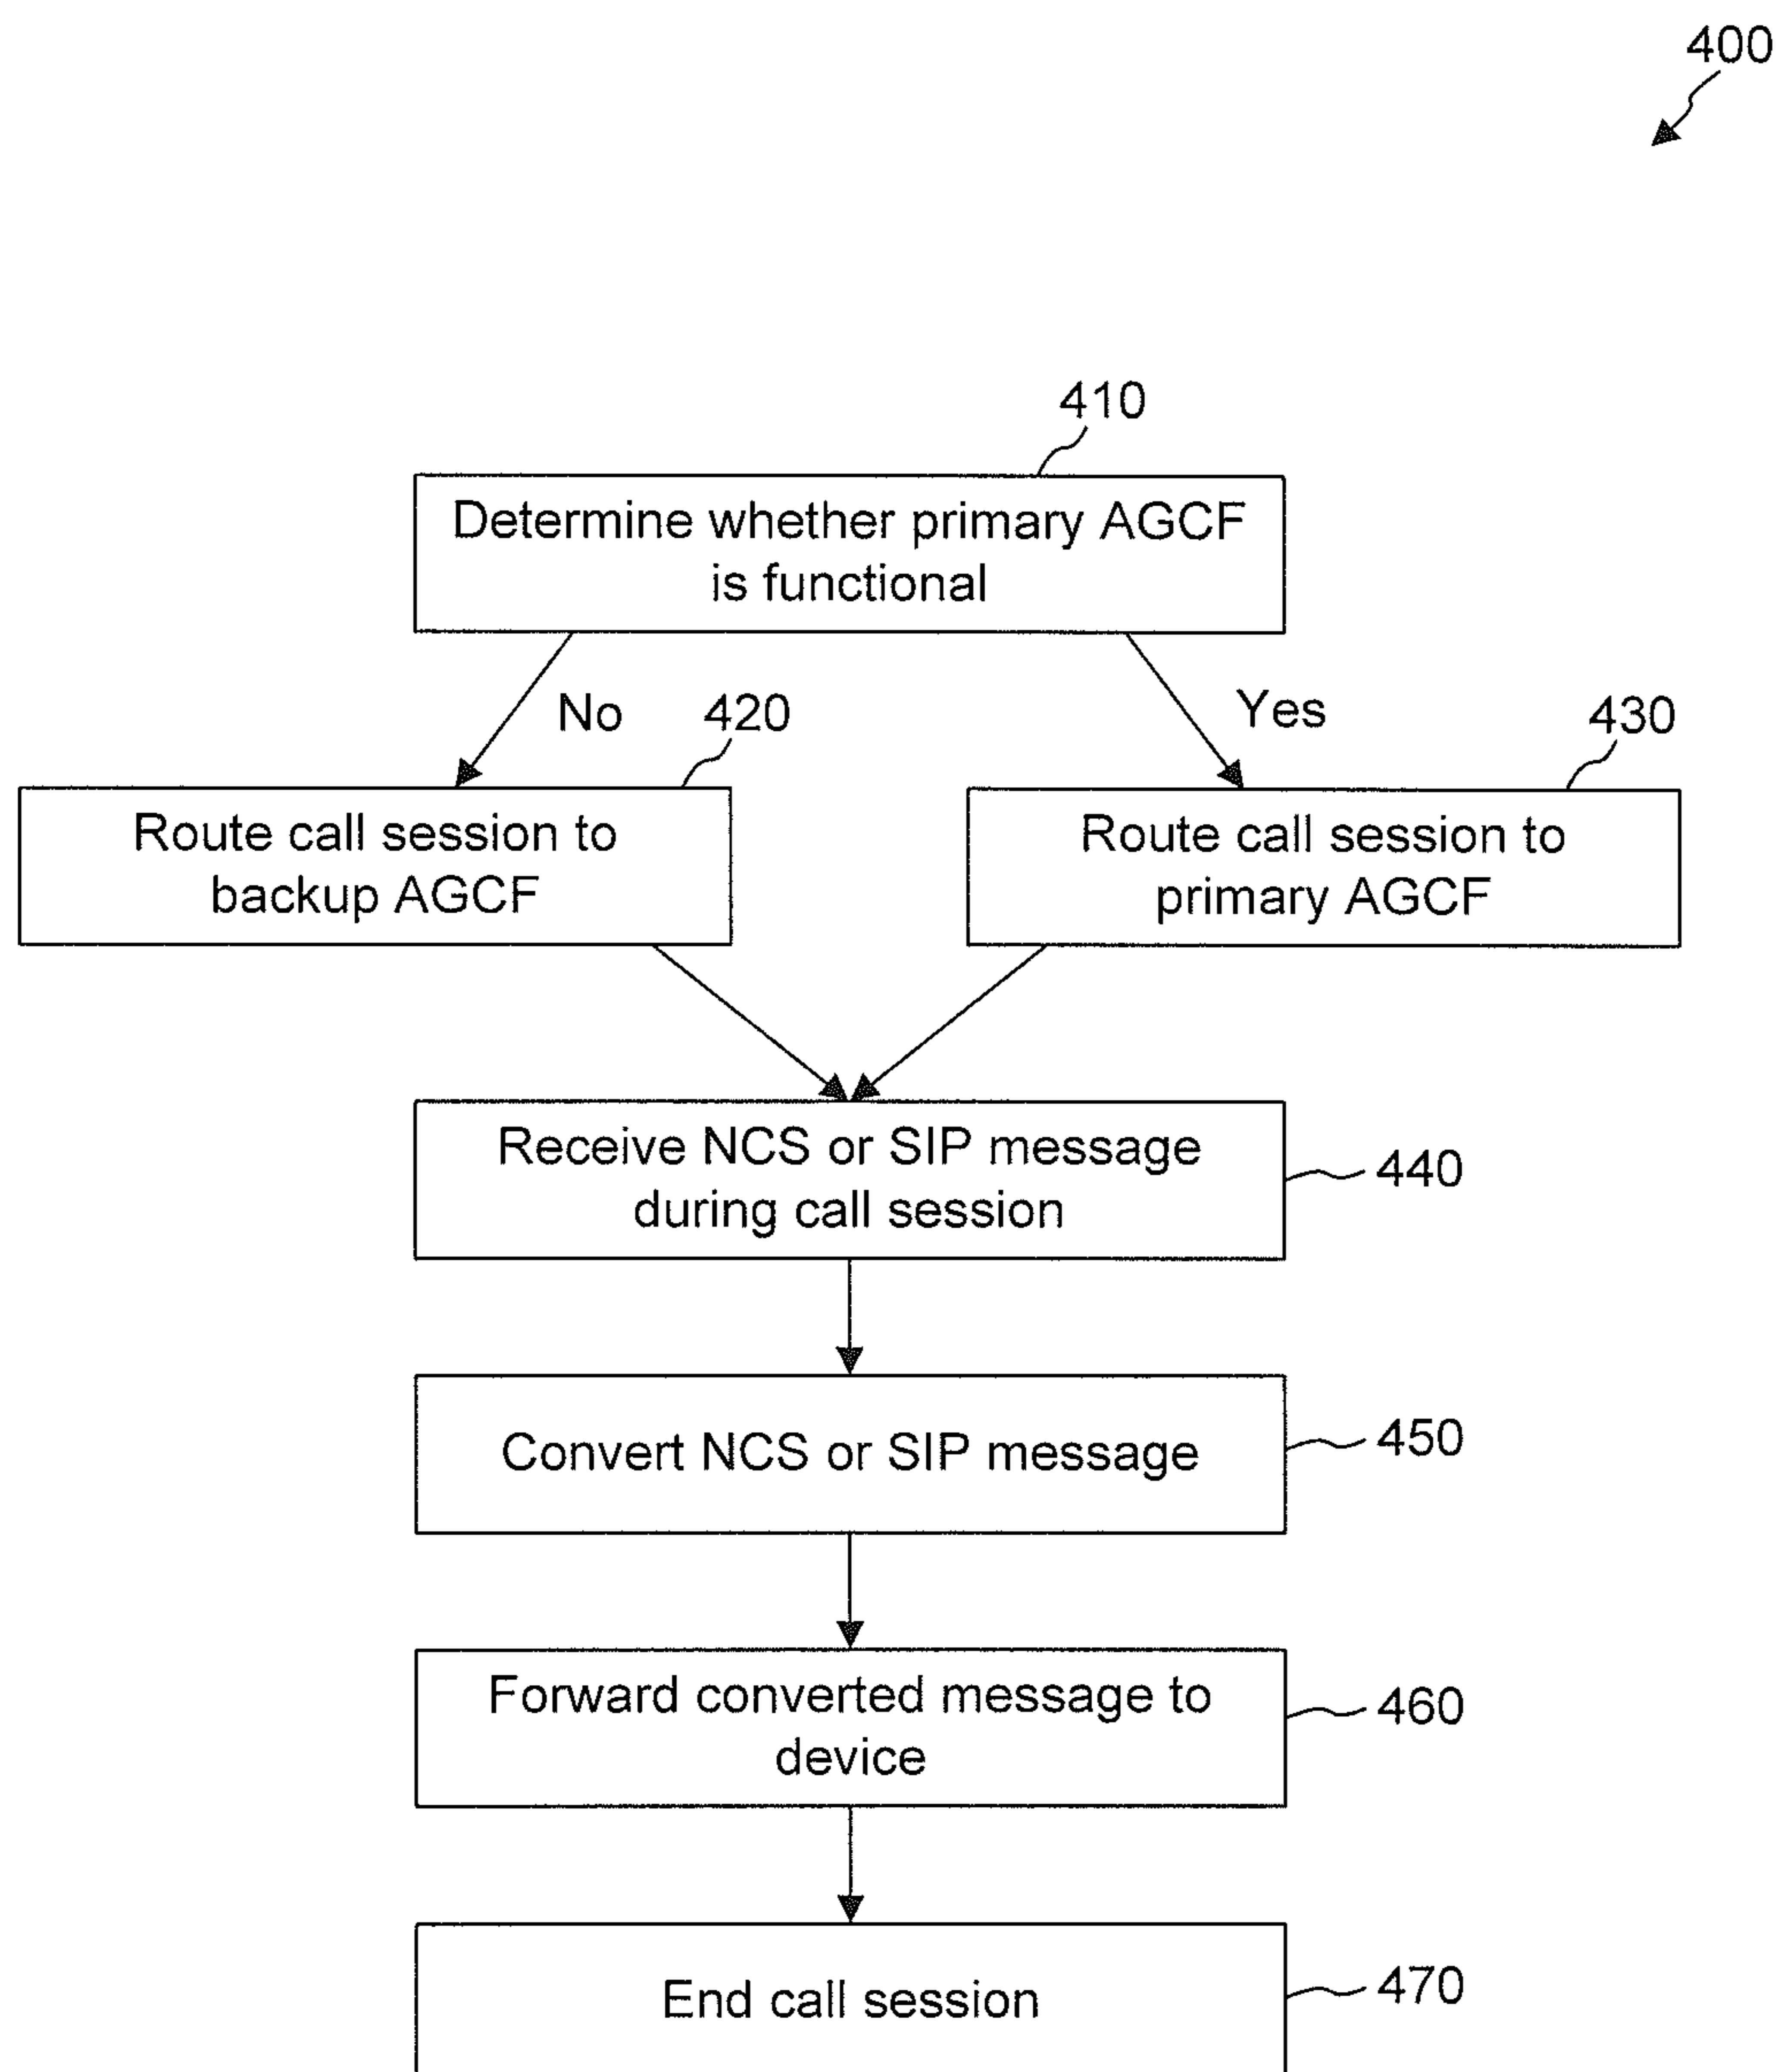 400
410
Determine whether primary AGCF
is functional
No
420
Yes
430
Route call session to
backup AGCF
Route call session to
primary AGCF
Receive NCS or SIP message
during call session
440
Convert NCS or SIP message
450
Forward converted message to
device
460
End call session
470